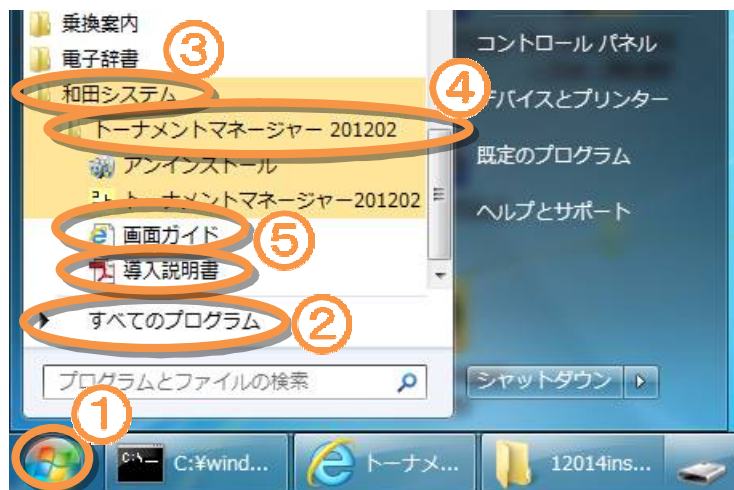 乗換案内
電子辞書
③
和田システム
④
トーナメントマネージャー 201202
アンインストール
トーナメントマネージャー201202
画面ガイド
⑤
導入説明書
すべてのプログラム
②
プログラムとファイルの検索
①
コントロール パネル
デバイスとプリンター
既定のプログラム
ヘルプとサポート
シャットダウン
C:\
C:¥wind...
トーナメ...
12014ins...